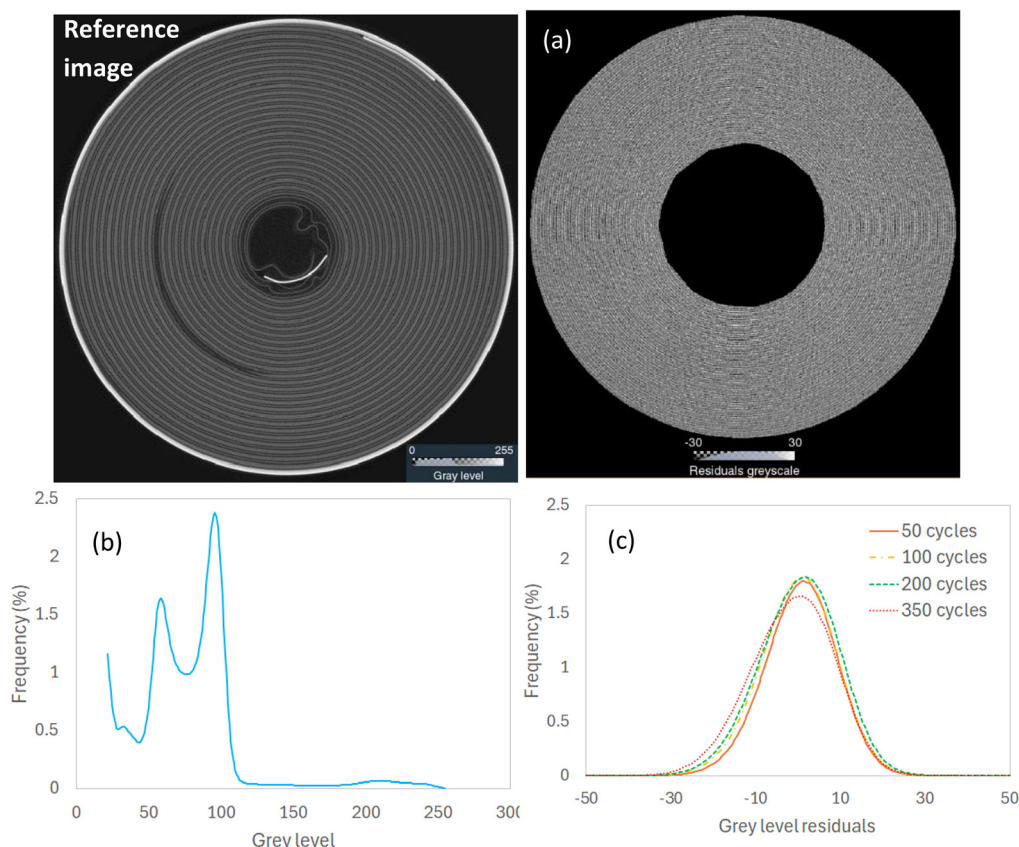 Reference
image
0 255
Gray level
(a)
-30 30
Residuals greyscale
(b)
2.5
2
1.5
1
0.5
0
Frequency (%)
0 50 100 150 200 250 300
Grey level
(c)
2.5
2
1.5
1
0.5
0
Frequency (%)
50 cycles
100 cycles
200 cycles
350 cycles
-50 -30 -10 10 30 50
Grey level residuals